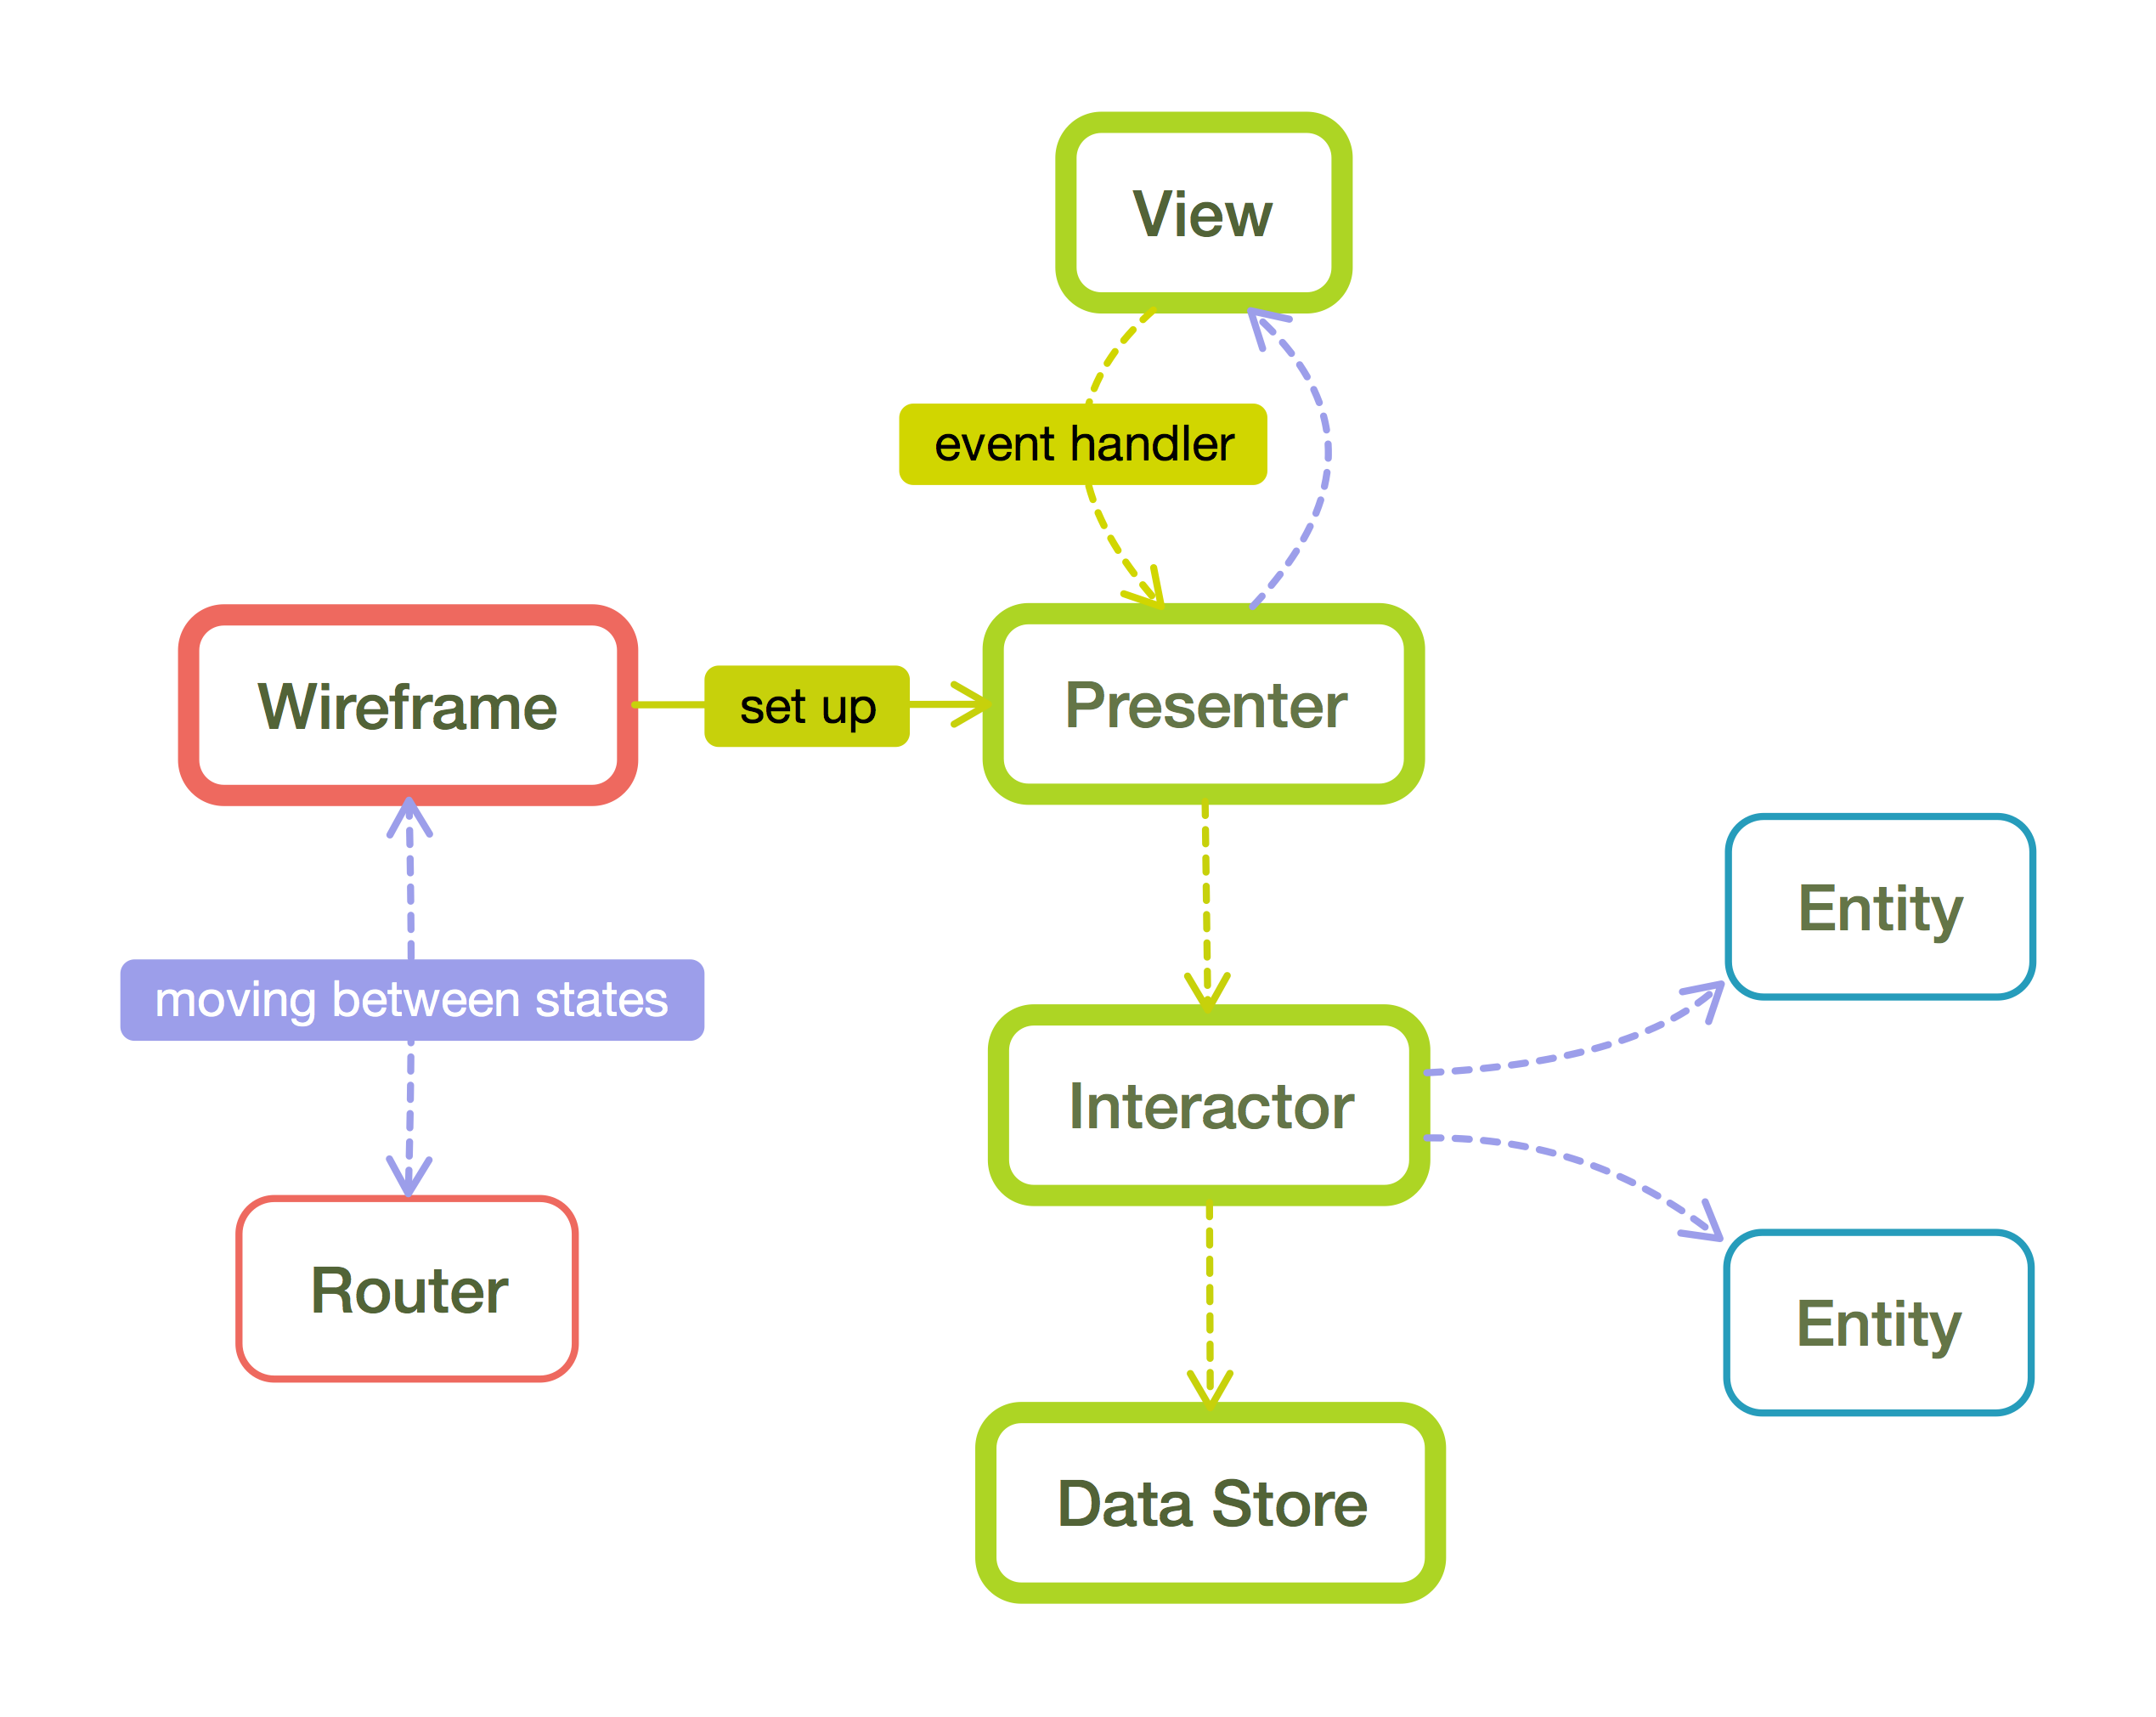 View
event handler
Wireframe
set up
Presenter
Entity
moving between states
Interactor
Router
Entity
Data Store